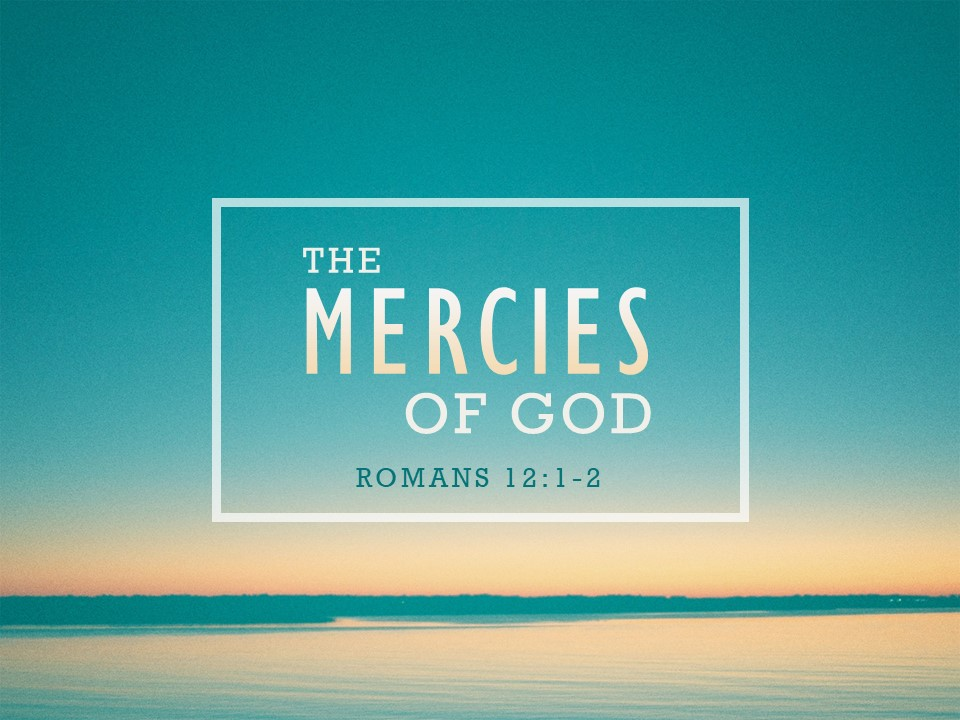 THE
MERCIES
OF GOD
ROMANS 12:1-2